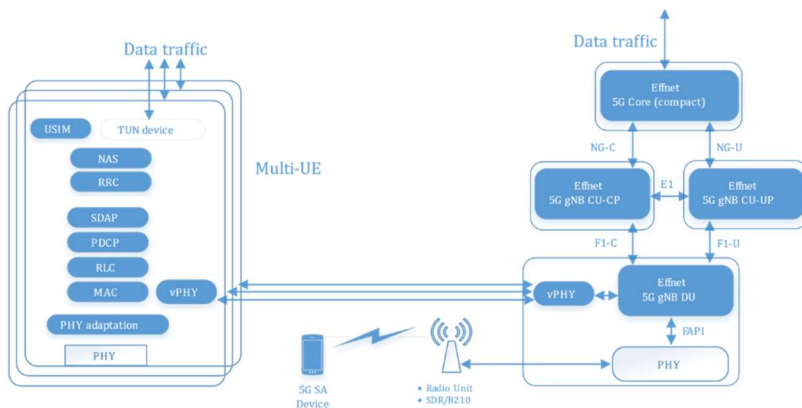 Data traffic
USIM
TUN device
NAS
RRC
SDAP
PDCP
RLC
MAC
vPHY
PHY adaptation
PHY
Multi-UE
5G SA
Device
• Radio Unit
• SDR/B210
Data traffic
Effnet
5G Core (compact)
NG-C
NG-U
Effnet
5G gNB CU-CP
E1
Effnet
5G gNB CU-UP
F1-C
F1-U
vPHY
Effnet
5G gNB DU
FAPI
PHY